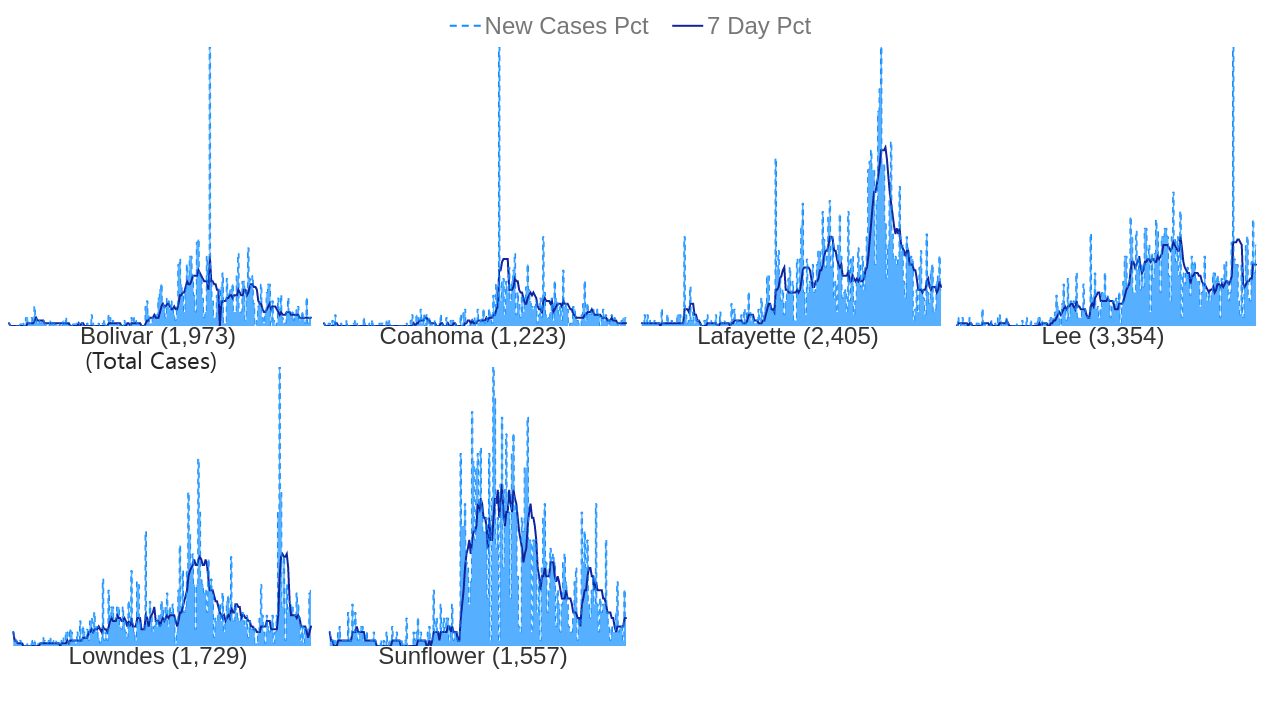 New Cases Pct 7 Day Pct
Bolivar (1,973) Coahoma (1,223) Lafayette (2,405) Lee (3,354)
(Total Cases)
Lowndes (1,729) Sunflower (1,557)